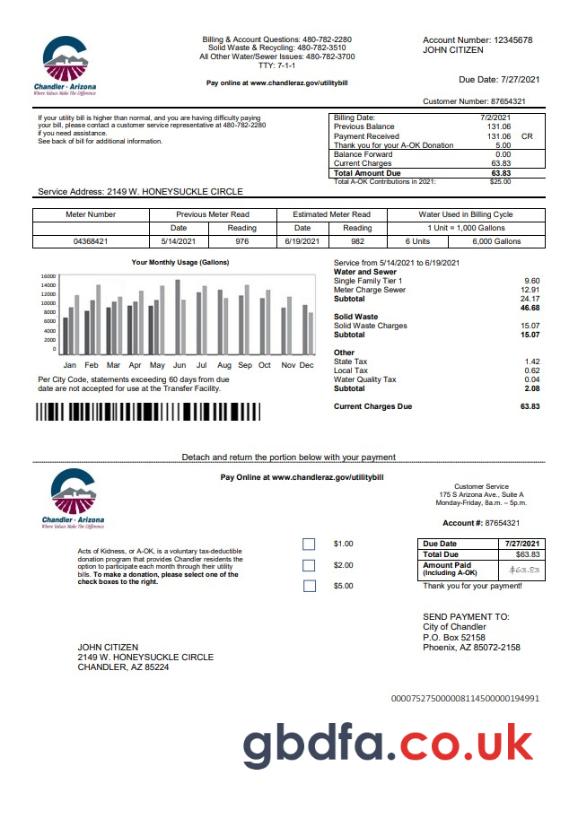 Chandler · Arizona
Where Values Make The Difference
Billing & Account Questions: 480-782-2280
Solid Waste & Recycling: 480-782-3510
All Other Water/Sewer Issues: 480-782-3700
TTY: 7-1-1
Pay online at www.chandleraz.gov/utilitybill
Account Number: 12345678
JOHN CITIZEN
Due Date: 7/27/2021
Customer Number: 87654321
If your utility bill is higher than normal, and you are having difficulty paying
your bill, please contact a customer service representative at 480-782-2280
if you need assistance.
See back of bill for additional information.
Billing Date: 7/2/2021
Previous Balance 131.06
Payment Received 131.06 CR
Thank you for your A-OK Donation 5.00
Balance Forward 0.00
Current Charges 63.83
Total Amount Due 63.83
Total A-OK Contributions in 2021: $25.00
Service Address: 2149 W. HONEYSUCKLE CIRCLE
Meter Number Previous Meter Read Estimated Meter Read Water Used in Billing Cycle
Date Reading Date Reading 1 Unit = 1,000 Gallons
04368421 5/14/2021 976 6/19/2021 982 6 Units 6,000 Gallons
Your Monthly Usage (Gallons)
16000
14000
12000
10000
8000
6000
4000
2000
0
Jan Feb Mar Apr May Jun Jul Aug Sep Oct Nov Dec
Per City Code, statements exceeding 60 days from due
date are not accepted for use at the Transfer Facility.
Service from 5/14/2021 to 6/19/2021
Water and Sewer
Single Family Tier 1 9.60
Meter Charge Sewer 12.91
Subtotal 24.17
46.68
Solid Waste
Solid Waste Charges 15.07
Subtotal 15.07
Other
State Tax 1.42
Local Tax 0.62
Water Quality Tax 0.04
Subtotal 2.08
Current Charges Due 63.83
Detach and return the portion below with your payment
Chandler · Arizona
Where Values Make The Difference
Pay Online at www.chandleraz.gov/utilitybill
Customer Service
175 S Arizona Ave., Suite A
Monday-Friday, 8a.m. – 5p.m.
Account #: 87654321
Acts of Kidness, or A-OK, is a voluntary tax-deductible
donation program that provides Chandler residents the
option to participate each month through their utility
bills. To make a donation, please select one of the
check boxes to the right.
$1.00
$2.00
$5.00
Due Date 7/27/2021
Total Due $63.83
Amount Paid
(Including A-OK) $63.83
Thank you for your payment!
SEND PAYMENT TO:
City of Chandler
P.O. Box 52158
Phoenix, AZ 85072-2158
JOHN CITIZEN
2149 W. HONEYSUCKLE CIRCLE
CHANDLER, AZ 85224
000075275000008114500000194991
gbdfa.co.uk